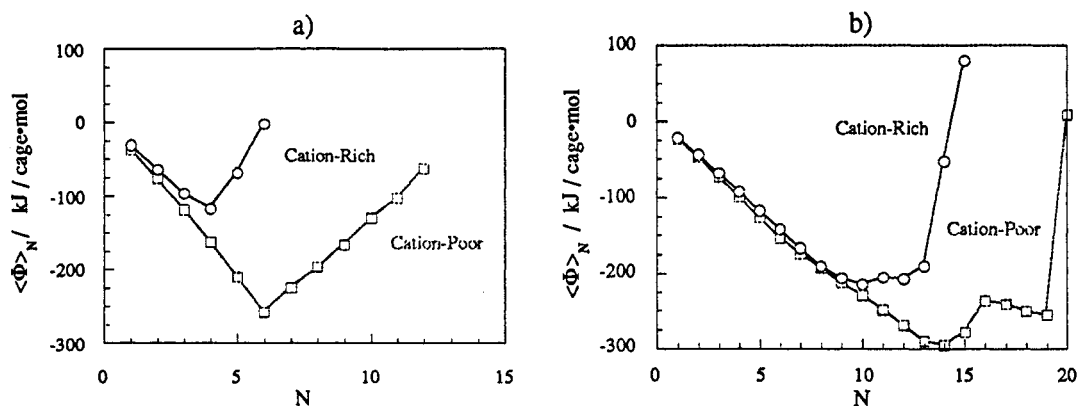 a)
100
0
-100
-200
-300
0
5
10
15
N
<Φ>N / kJ / cage•mol
Cation-Rich
Cation-Poor
b)
100
0
-100
-200
-300
0
5
10
15
20
N
<Φ>N / kJ / cage•mol
Cation-Rich
Cation-Poor